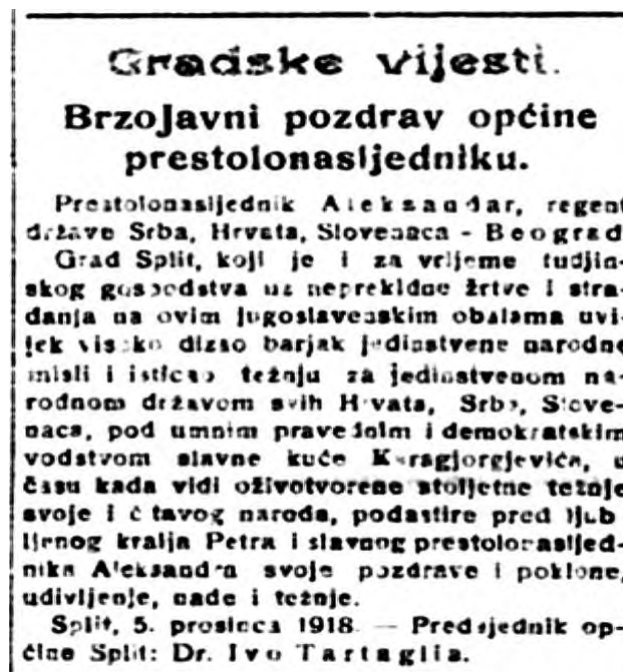 Gradske vijesti.
Brzojavni pozdrav općine
prestolonasljedniku.
Prestolonasljednik Aleksandar, regent
države Srba, Hrvata, Slovenaca - Beograd
Grad Split, koji je i za vrijeme tudjin-
skog gospodstva uz neprekidne žrtve i stra-
danja na ovim jugoslavenskim obalama uvi-
jek visoko dizao barjak jedinstvene narodne
misli i isticao težnju za jedinstvenom na-
rodnom državom svih Hrvata, Srba, Slove-
naca, pod umnim pravednim i demokratskim
vodstvom slavne kuće Karagjorgjevića, u
času kada vidi oživotvorene stoljetne težnje
svoje i čitavog naroda, podastire pred ljub-
ljenog kralja Petra i slavnog prestolonasljed-
nika Aleksandra svoje pozdrave i poklone,
udivljenje, nade i težnje.
Split, 5. prosinca 1918. — Predsjednik op-
ćine Split: Dr. Ivo Tartaglia.